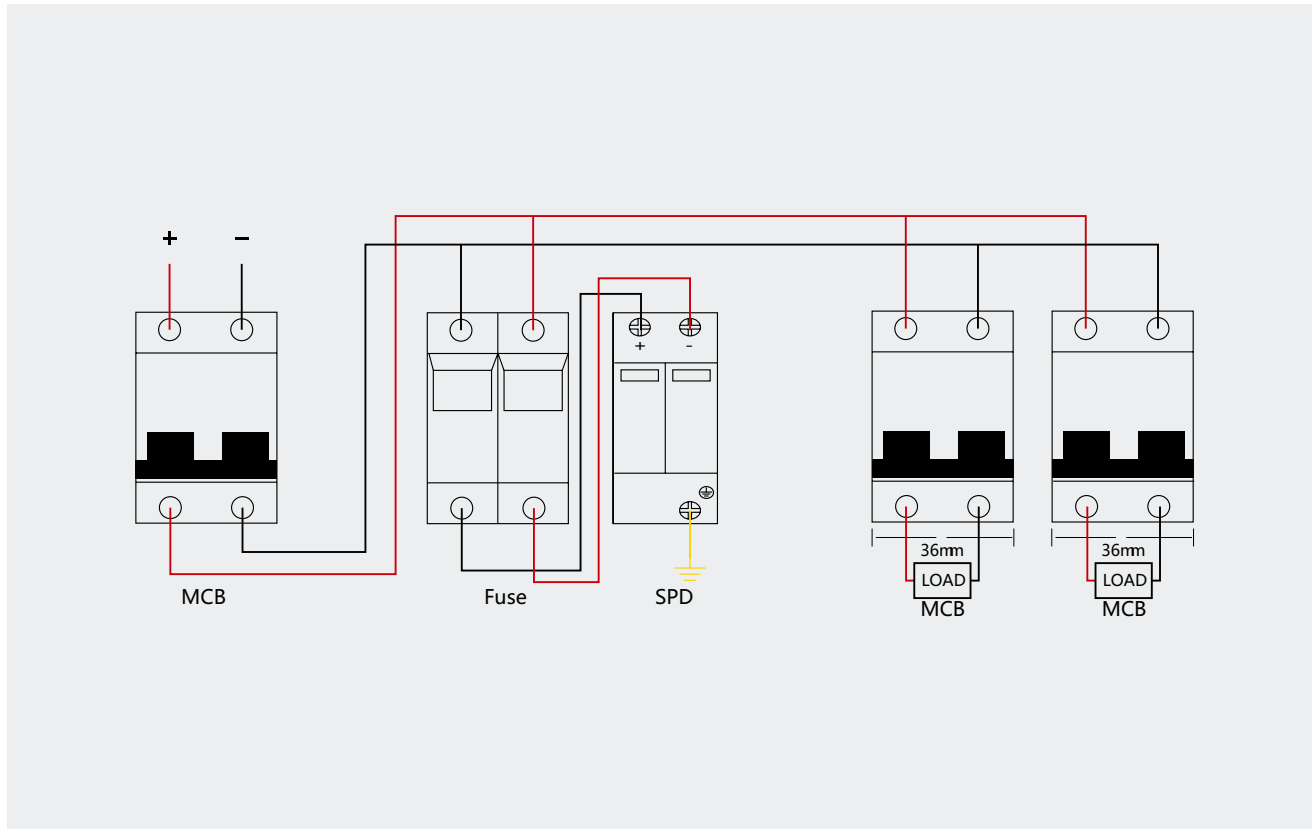 + −
+ -
36mm 36mm
LOAD LOAD
MCB Fuse SPD MCB MCB